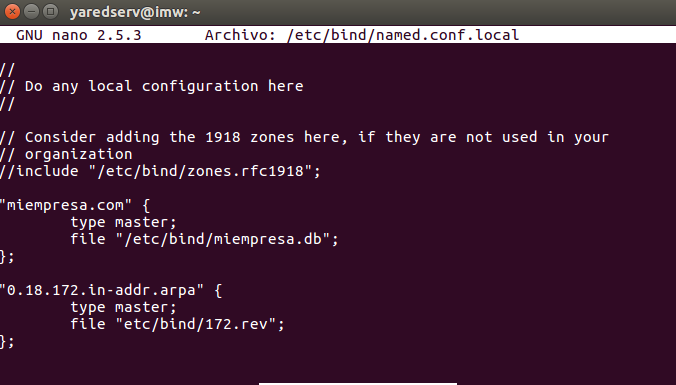 yaredserv@imw: ~
GNU nano 2.5.3 Archivo: /etc/bind/named.conf.local
//
// Do any local configuration here
//
// Consider adding the 1918 zones here, if they are not used in your
// organization
//include "/etc/bind/zones.rfc1918";
"miempresa.com" {
type master;
file "/etc/bind/miempresa.db";
};
"0.18.172.in-addr.arpa" {
type master;
file "etc/bind/172.rev";
};